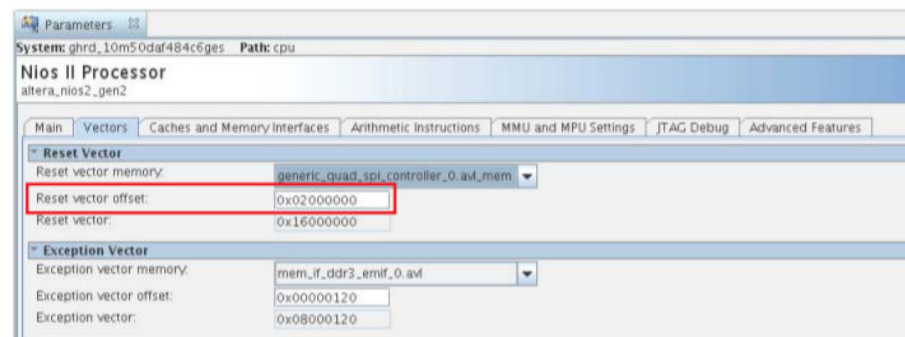 Parameters
System: ghrd_10m50daf484c6ges Path: cpu
Nios II Processor
altera_nios2_gen2
Main Vectors Caches and Memory Interfaces Arithmetic Instructions MMU and MPU Settings JTAG Debug Advanced Features
Reset Vector
Reset vector memory: generic_quad_spi_controller_0.avl_mem
Reset vector offset: 0x02000000
Reset vector: 0x16000000
Exception Vector
Exception vector memory: mem_if_ddr3_emif_0.avl
Exception vector offset: 0x00000120
Exception vector: 0x08000120